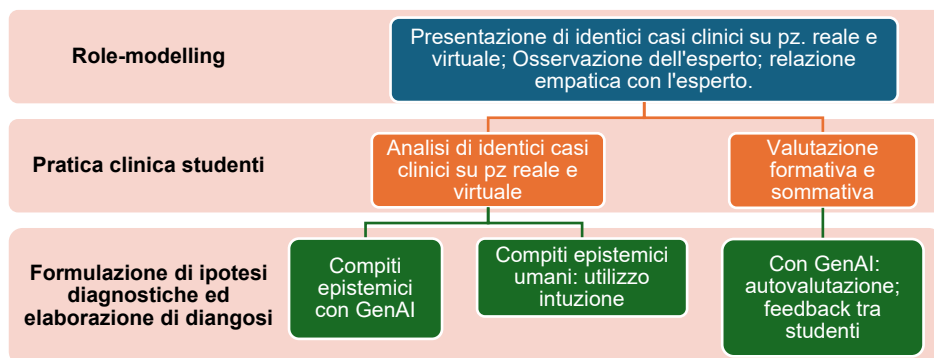 Role-modelling
Presentazione di identici casi clinici su pz. reale e
virtuale; Osservazione dell'esperto; relazione
empatica con l'esperto.
Pratica clinica studenti
Analisi di identici casi
clinici su pz reale e
virtuale
Valutazione
formativa e
sommativa
Formulazione di ipotesi
diagnostiche ed
elaborazione di diangosi
Compiti
epistemici
con GenAI
Compiti epistemici
umani: utilizzo
intuzione
Con GenAI:
autovalutazione;
feedback tra
studenti